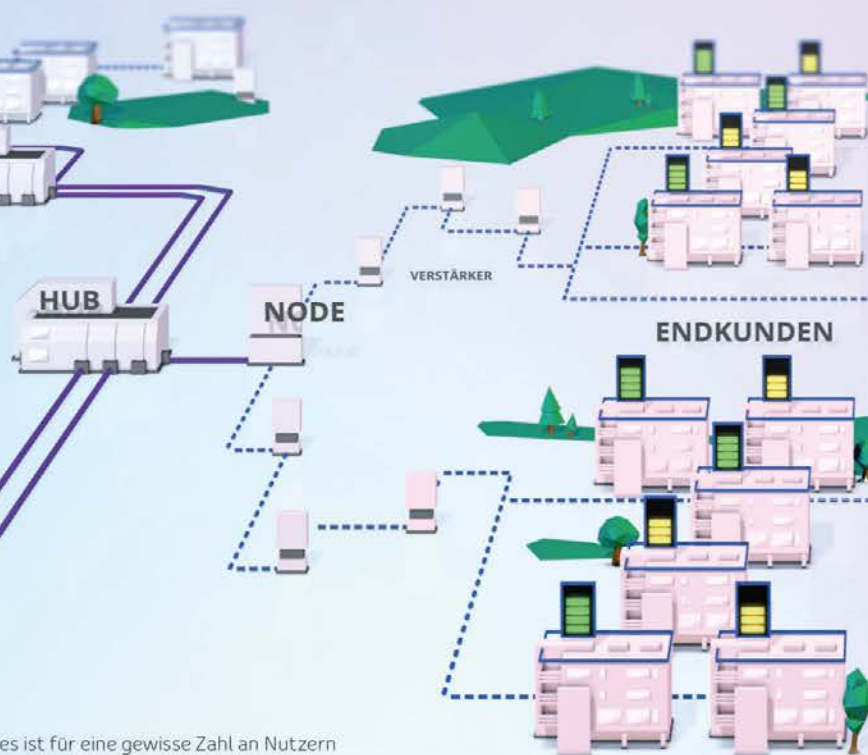 VERSTÄRKER
HUB
NODE
ENDKUNDEN
es ist für eine gewisse Zahl an Nutzern